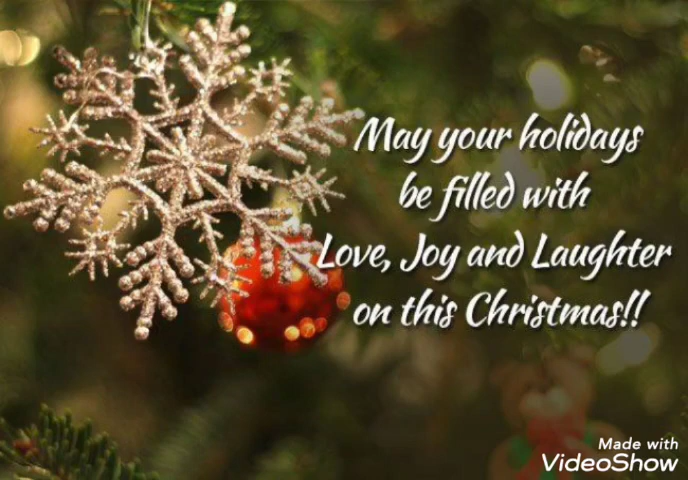 May your holidays
be filled with
Love, Joy and Laughter
on this Christmas!!
Made with
VideoShow